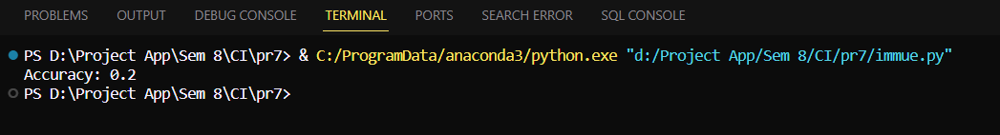 PROBLEMS OUTPUT DEBUG CONSOLE TERMINAL PORTS SEARCH ERROR SQL CONSOLE
PS D:\Project App\Sem 8\CI\pr7> & C:/ProgramData/anaconda3/python.exe "d:/Project App/Sem 8/CI/pr7/immue.py"
Accuracy: 0.2
PS D:\Project App\Sem 8\CI\pr7>